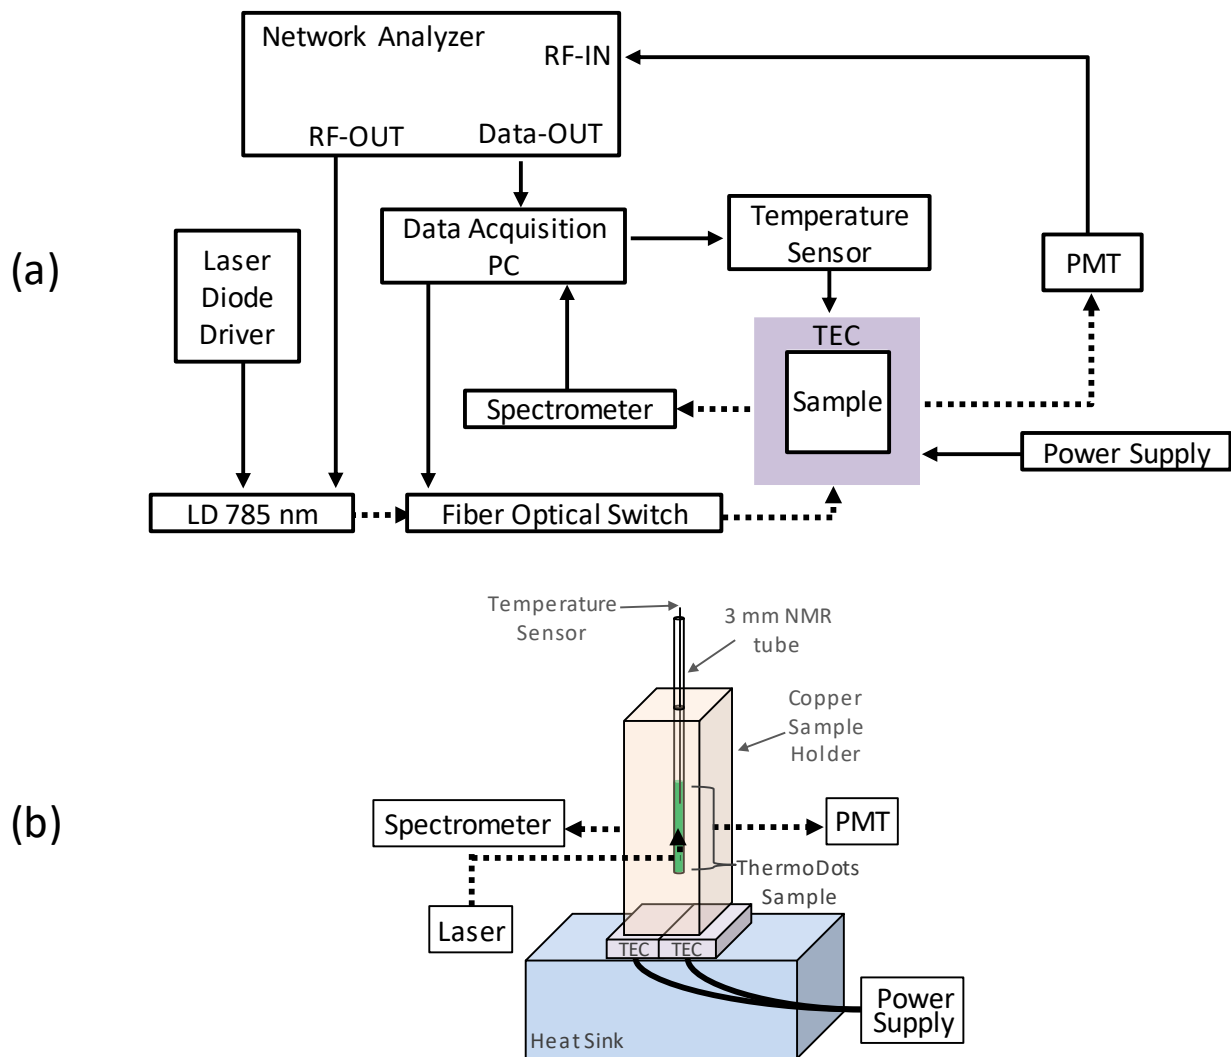 Network Analyzer
RF-IN
RF-OUT
Data-OUT
(a)
Laser
Diode
Driver
Data Acquisition
PC
Temperature
Sensor
PMT
TEC
Sample
Spectrometer
Power Supply
LD 785 nm
Fiber Optical Switch
(b)
Temperature
Sensor
3 mm NMR
tube
Copper
Sample
Holder
Spectrometer
PMT
ThermoDots
Sample
Laser
TEC
TEC
Power
Supply
Heat Sink